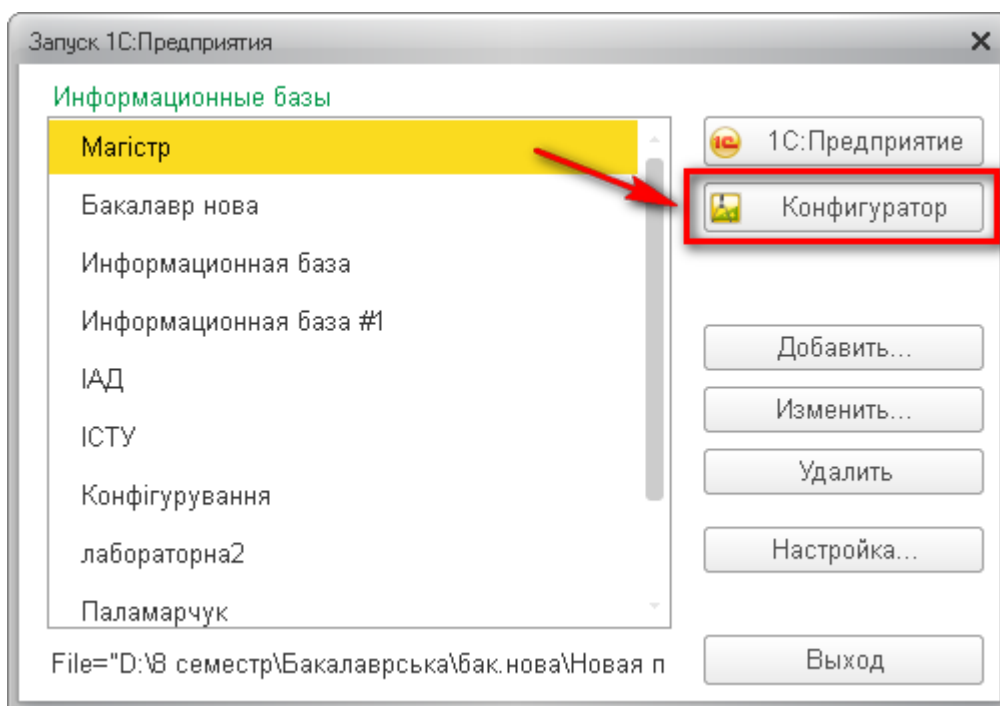 Запуск 1С:Предприятия
Информационные базы
Магістр
Бакалавр нова
Информационная база
Информационная база #1
ІАД
ІСТУ
Конфігурування
лабораторна2
Паламарчук
File="D:\8 семестр\Бакалаврська\бак.нова\Новая п
1С:Предприятие
Конфигуратор
Добавить...
Изменить...
Удалить
Настройка...
Выход